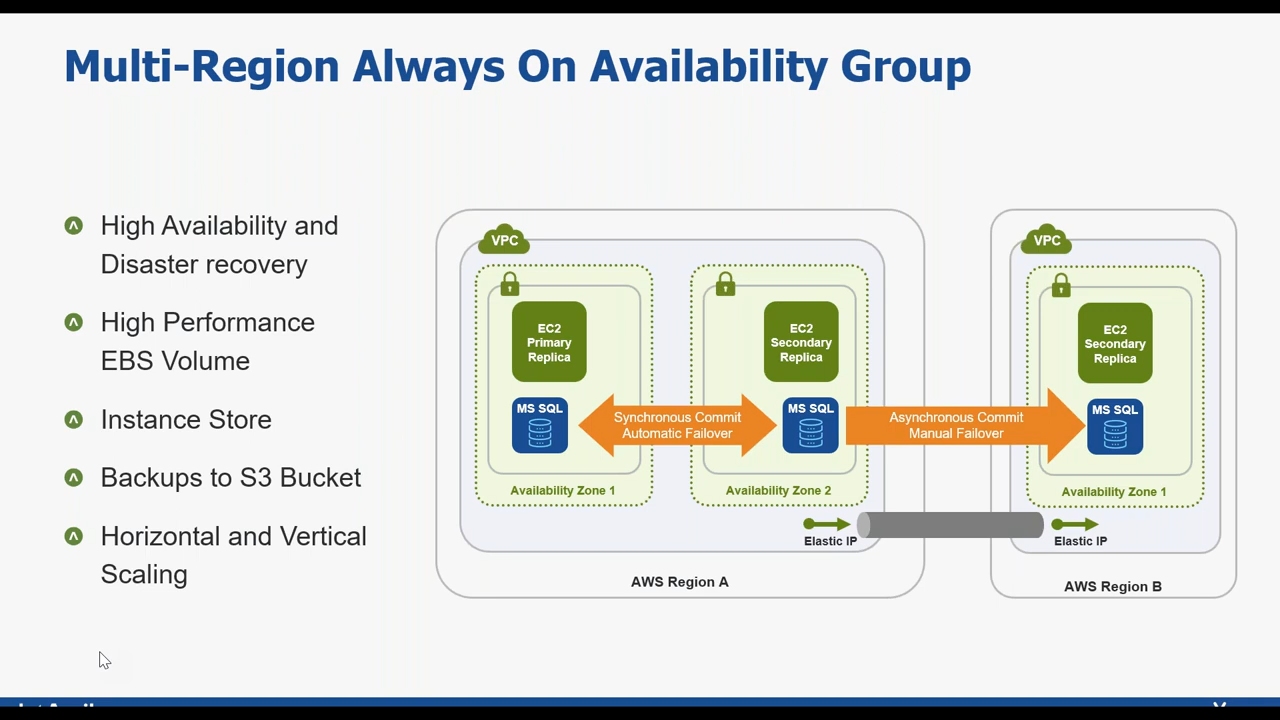 Multi-Region Always On Availability Group
High Availability and
Disaster recovery
High Performance
EBS Volume
Instance Store
Backups to S3 Bucket
Horizontal and Vertical
Scaling
VPC
EC2
Primary
Replica
MS SQL
Availability Zone 1
Synchronous Commit
Automatic Failover
EC2
Secondary
Replica
MS SQL
Availability Zone 2
Elastic IP
AWS Region A
Asynchronous Commit
Manual Failover
VPC
EC2
Secondary
Replica
MS SQL
Availability Zone 1
Elastic IP
AWS Region B